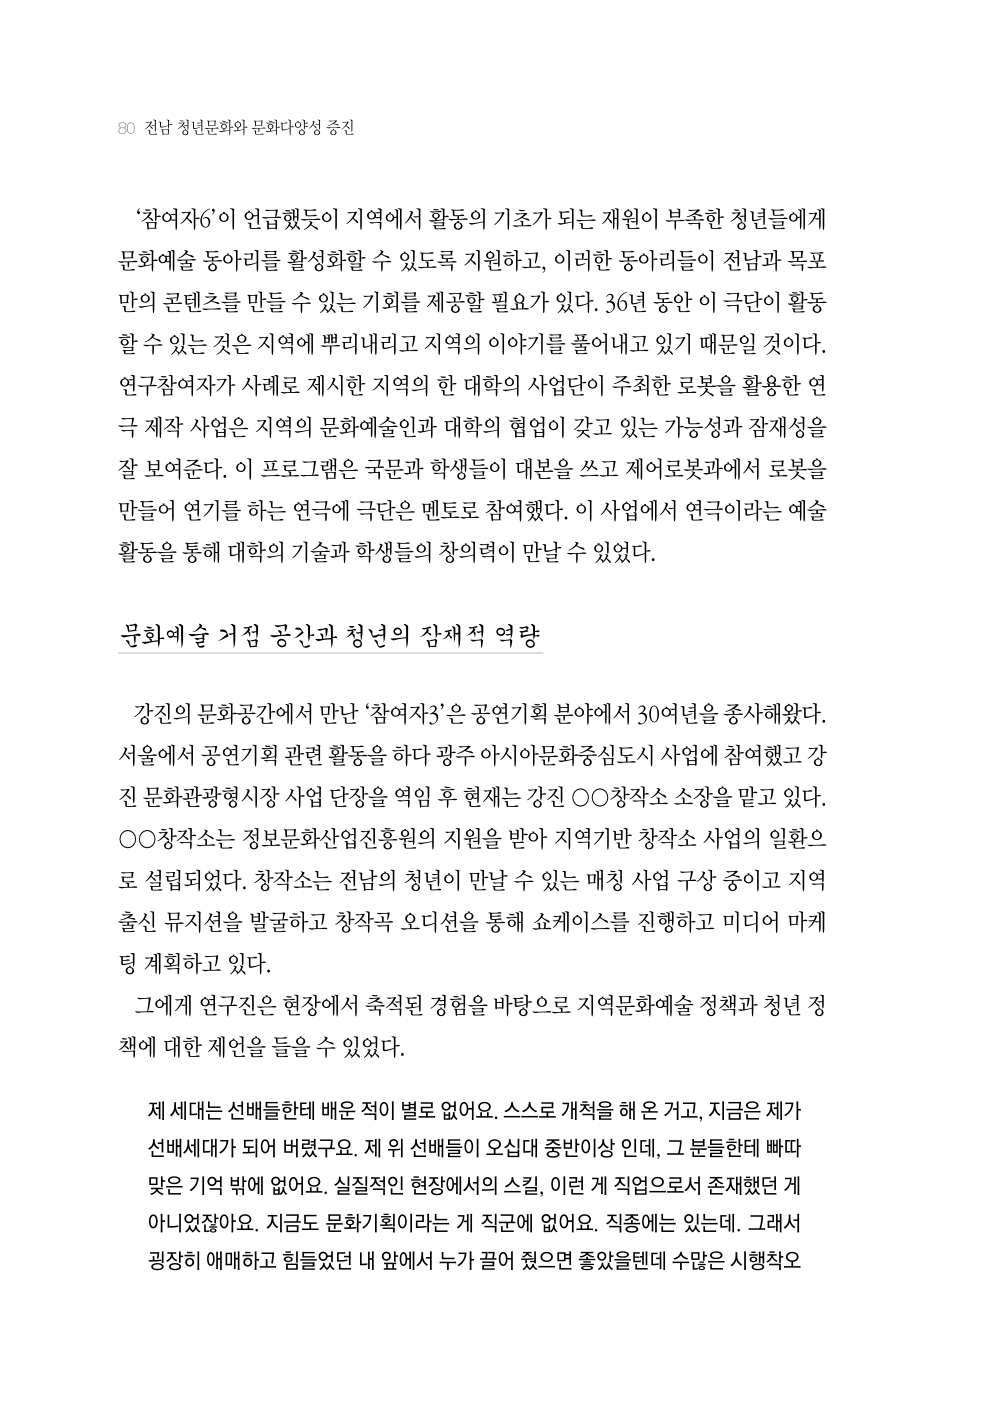 80 전남 청년문화와 문화다양성 증진
‘참여자6’이 언급했듯이 지역에서 활동의 기초가 되는 재원이 부족한 청년들에게
문화예술 동아리를 활성화할 수 있도록 지원하고, 이러한 동아리들이 전남과 목포
만의 콘텐츠를 만들 수 있는 기회를 제공할 필요가 있다. 36년 동안 이 극단이 활동
할 수 있는 것은 지역에 뿌리내리고 지역의 이야기를 풀어내고 있기 때문일 것이다.
연구참여자가 사례로 제시한 지역의 한 대학의 사업단이 주최한 로봇을 활용한 연
극 제작 사업은 지역의 문화예술인과 대학의 협업이 갖고 있는 가능성과 잠재성을
잘 보여준다. 이 프로그램은 국문과 학생들이 대본을 쓰고 제어로봇과에서 로봇을
만들어 연기를 하는 연극에 극단은 멘토로 참여했다. 이 사업에서 연극이라는 예술
활동을 통해 대학의 기술과 학생들의 창의력이 만날 수 있었다.
문화예술 거점 공간과 청년의 잠재적 역량
강진의 문화공간에서 만난 ‘참여자3’은 공연기획 분야에서 30여년을 종사해왔다.
서울에서 공연기획 관련 활동을 하다 광주 아시아문화중심도시 사업에 참여했고 강
진 문화관광형시장 사업 단장을 역임 후 현재는 강진 〇〇창작소 소장을 맡고 있다.
〇〇창작소는 정보문화산업진흥원의 지원을 받아 지역기반 창작소 사업의 일환으
로 설립되었다. 창작소는 전남의 청년이 만날 수 있는 매칭 사업 구상 중이고 지역
출신 뮤지션을 발굴하고 창작곡 오디션을 통해 쇼케이스를 진행하고 미디어 마케
팅 계획하고 있다.
그에게 연구진은 현장에서 축적된 경험을 바탕으로 지역문화예술 정책과 청년 정
책에 대한 제언을 들을 수 있었다.
제 세대는 선배들한테 배운 적이 별로 없어요. 스스로 개척을 해 온 거고, 지금은 제가
선배세대가 되어 버렸구요. 제 위 선배들이 오십대 중반이상 인데, 그 분들한테 빠따
맞은 기억 밖에 없어요. 실질적인 현장에서의 스킬, 이런 게 직업으로서 존재했던 게
아니었잖아요. 지금도 문화기획이라는 게 직군에 없어요. 직종에는 있는데. 그래서
굉장히 애매하고 힘들었던 내 앞에서 누가 끌어 줬으면 좋았을텐데 수많은 시행착오